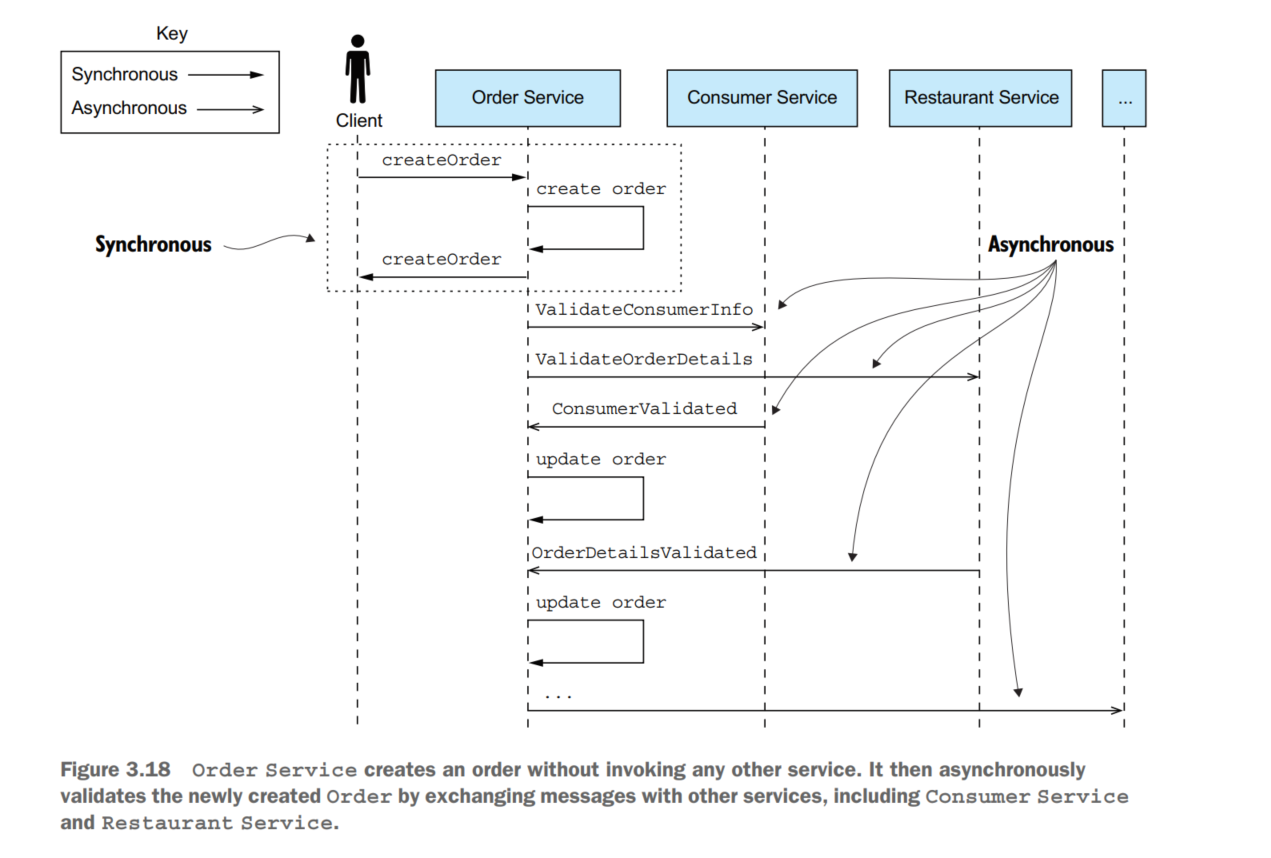 Key
Synchronous
Asynchronous
Client
Order Service
Consumer Service
Restaurant Service
...
createOrder
create order
Synchronous
createOrder
Asynchronous
ValidateConsumerInfo
ValidateOrderDetails
ConsumerValidated
update order
OrderDetailsValidated
update order
...
Figure 3.18 Order Service creates an order without invoking any other service. It then asynchronously
validates the newly created Order by exchanging messages with other services, including Consumer Service
and Restaurant Service.